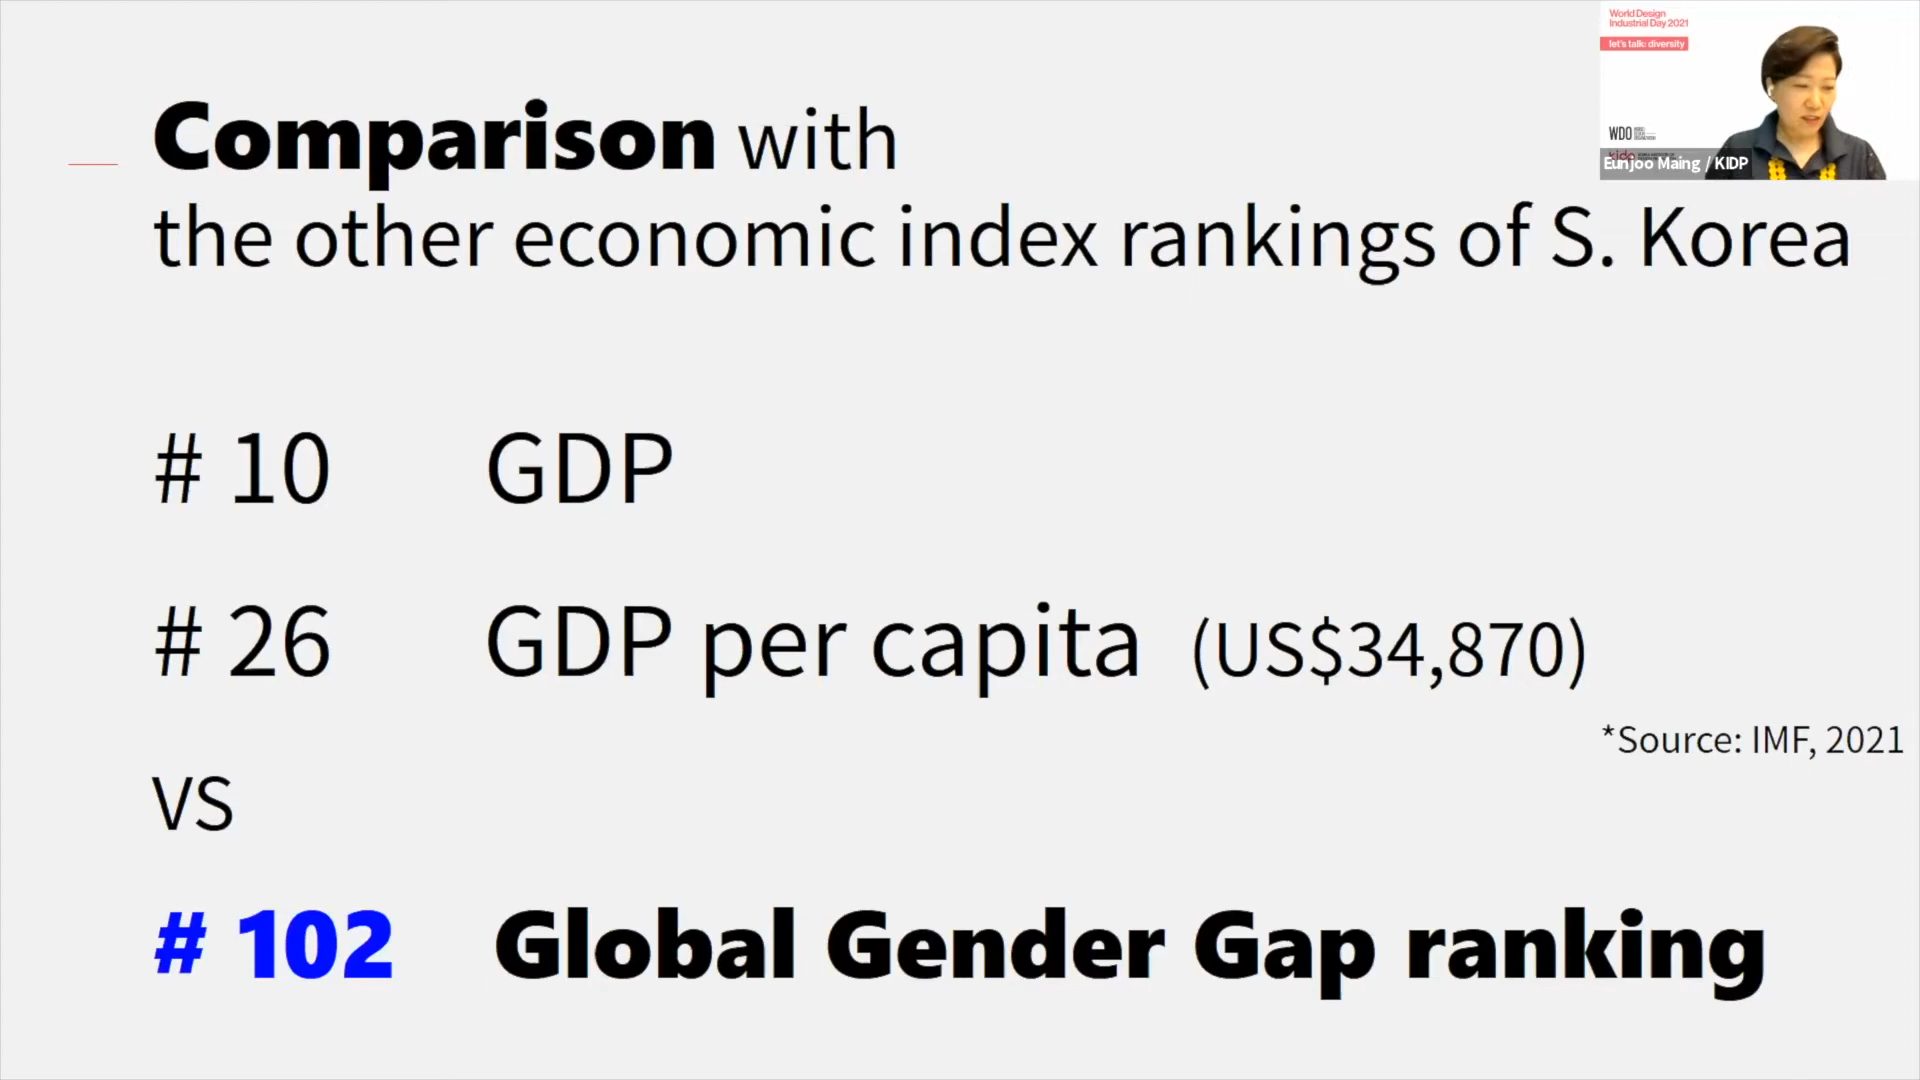 Comparison with
the other economic index rankings of S. Korea
# 10 GDP
# 26 GDP per capita (US$34,870)
*Source: IMF, 2021
VS
# 102 Global Gender Gap ranking
World Design
Industrial Day 2021
let's talk: diversity
WDO
kidp
Eunjoo Maing / KIDP